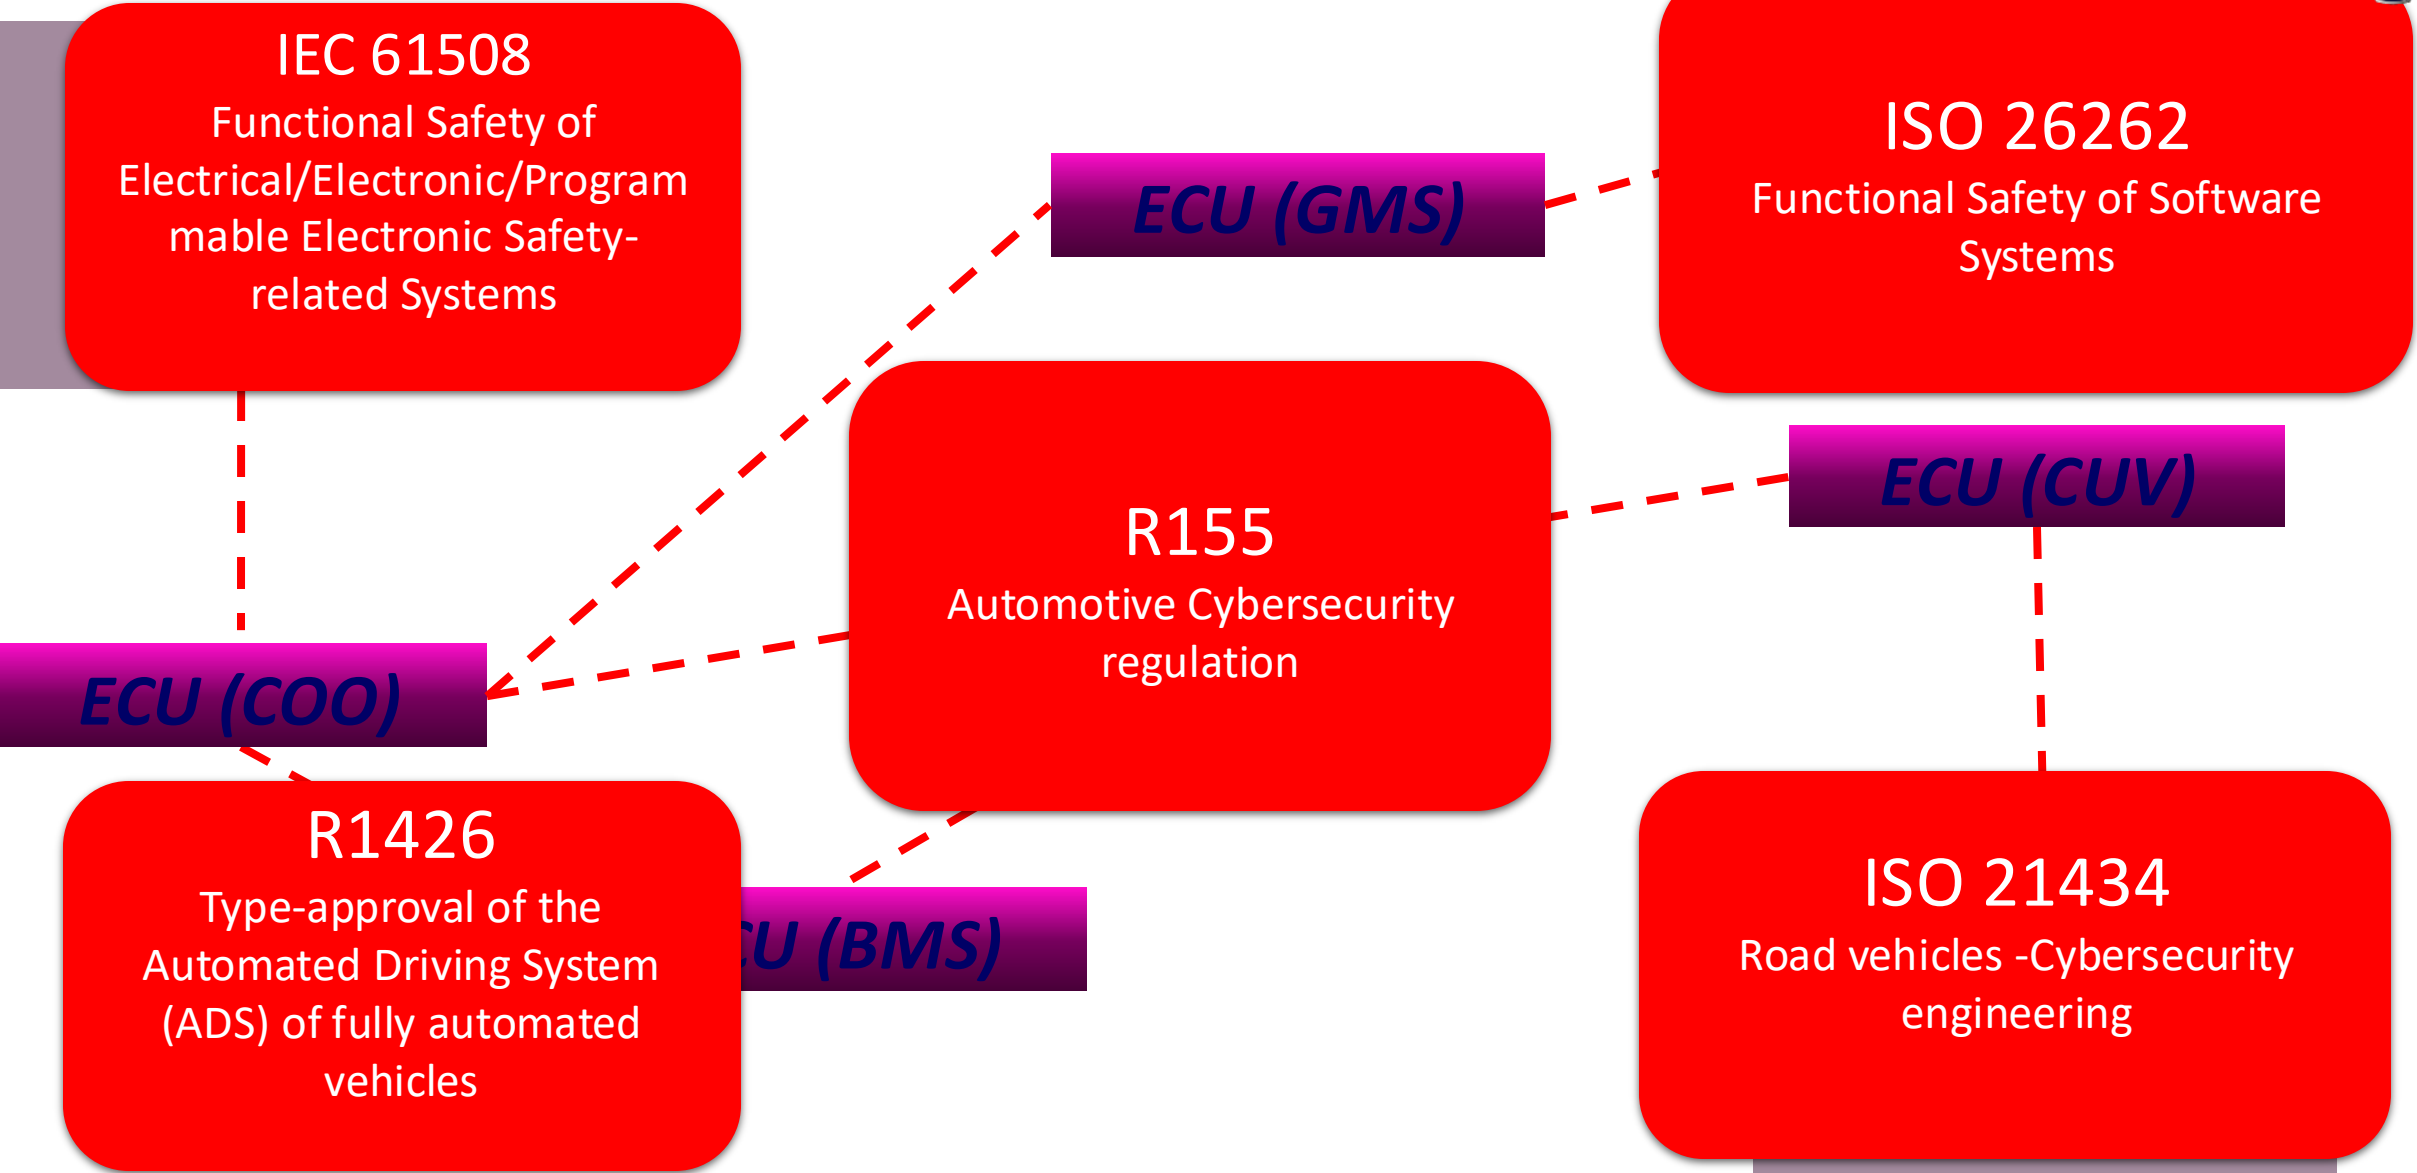 IEC 61508
Functional Safety of
Electrical/Electronic/Program
mable Electronic Safety-
related Systems
ECU (GMS)
ISO 26262
Functional Safety of Software
Systems
ECU (CUV)
R155
Automotive Cybersecurity
regulation
ECU (COO)
R1426
Type-approval of the
Automated Driving System
(ADS) of fully automated
vehicles
CU (BMS)
ISO 21434
Road vehicles -Cybersecurity
engineering